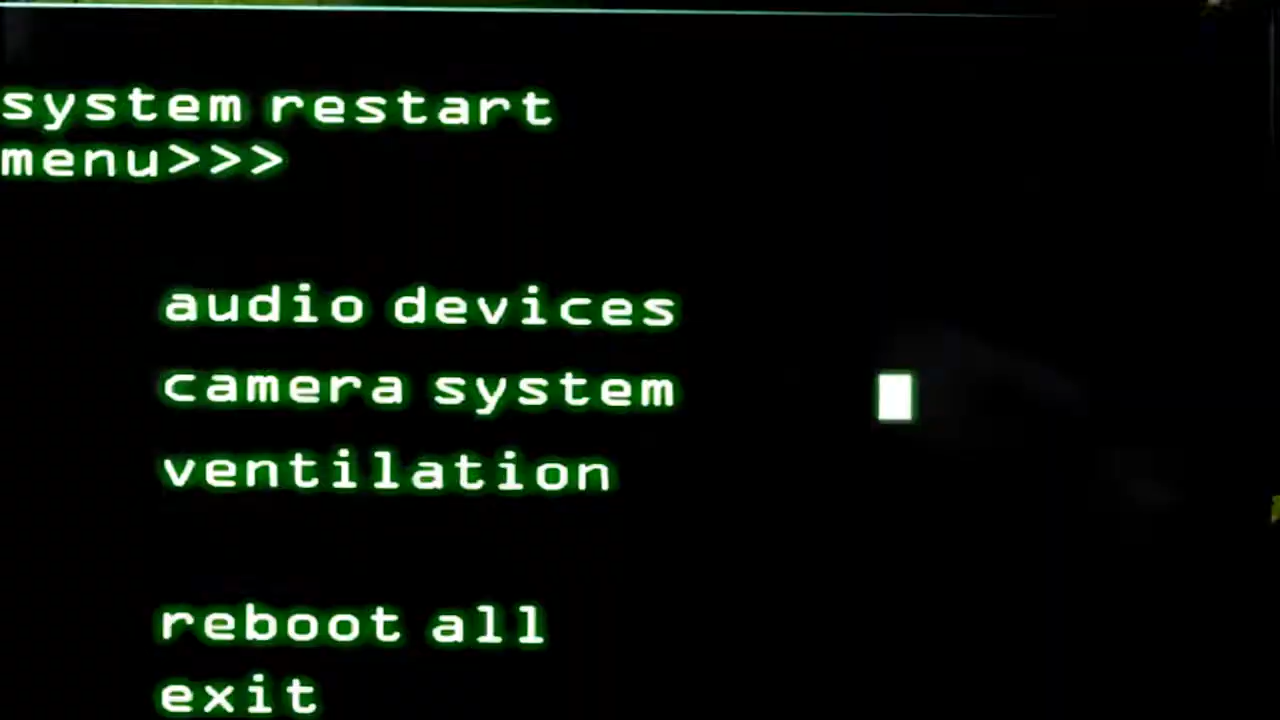 system restart
menu>>>
audio devices
camera system
ventilation
reboot all
exit